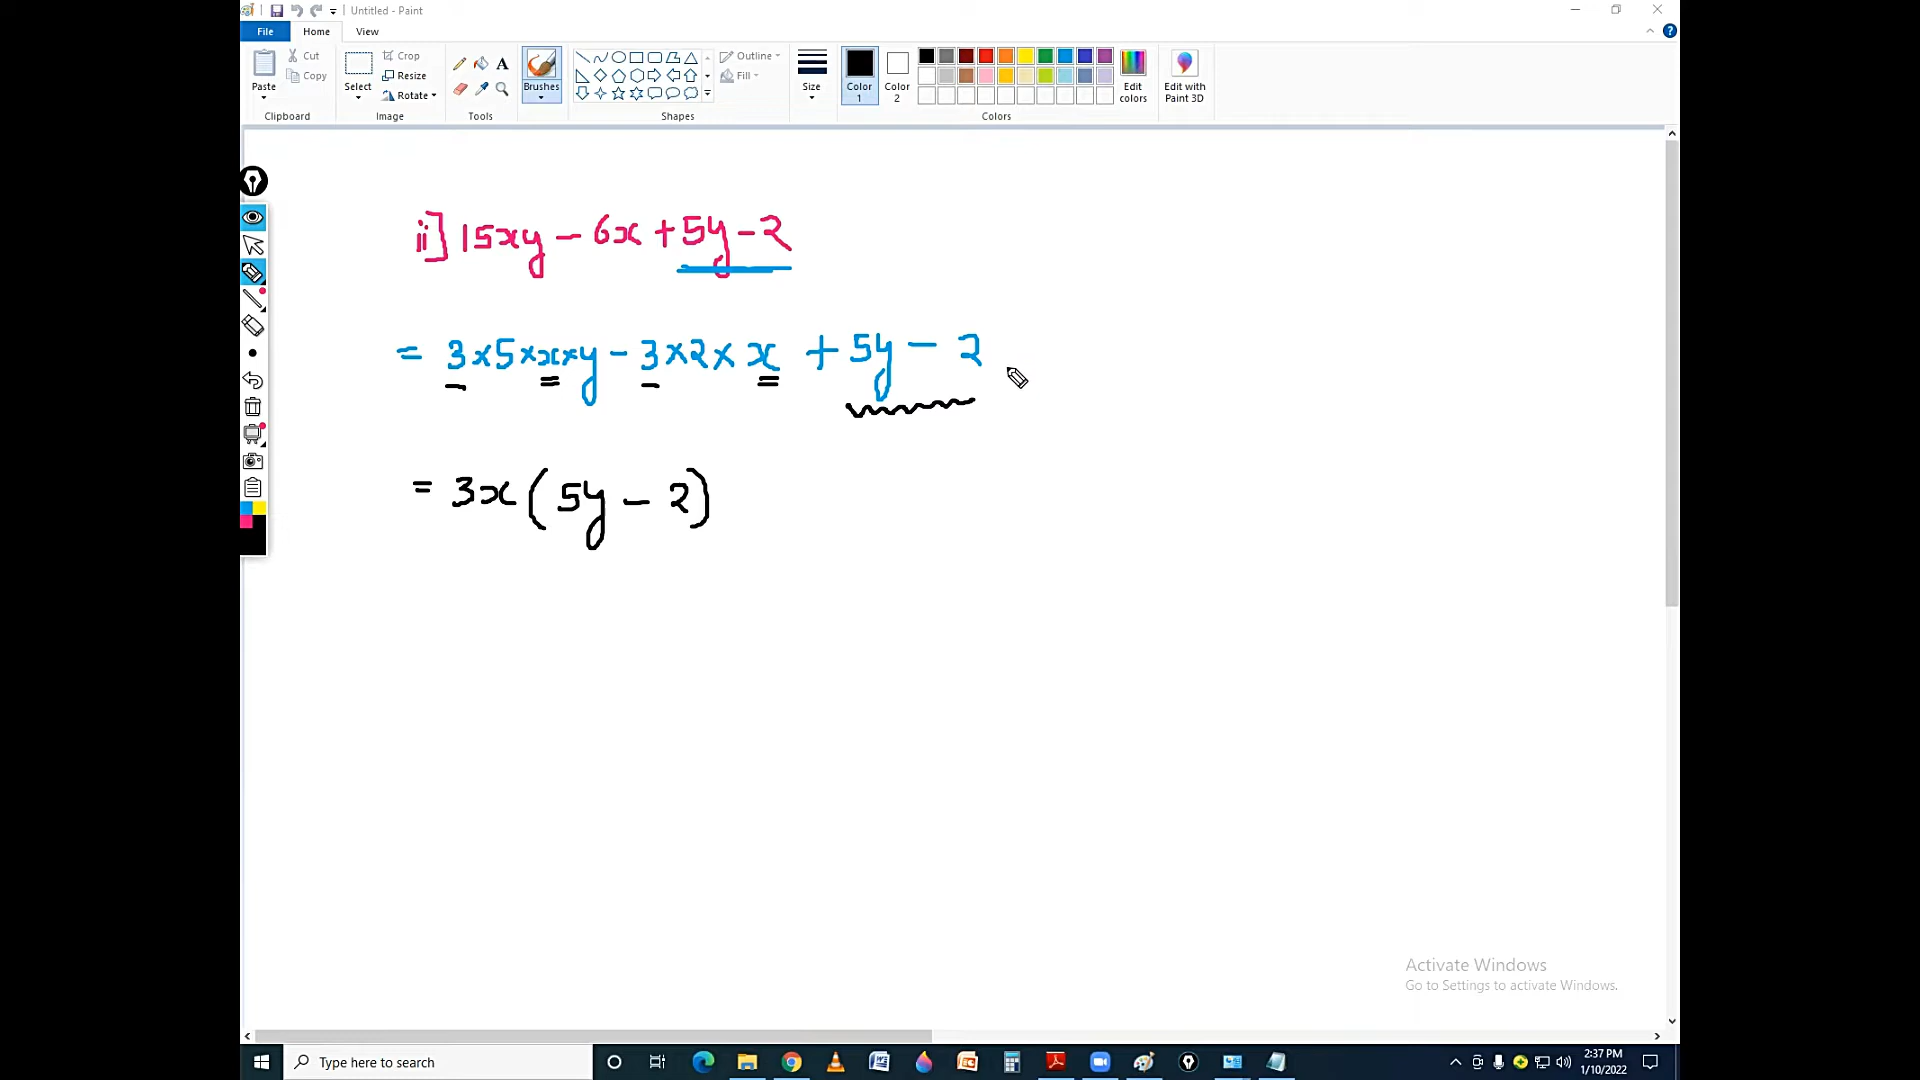 Untitled - Paint
File Home View
Paste Cut Copy Select Crop Resize Rotate Brushes Outline Fill Size Color 1 Color 2 Edit colors Edit with Paint 3D
Clipboard Image Tools Shapes Colors
ii] 15xy - 6x + 5y - 2
= 3 x 5 x x x y - 3 x 2 x x + 5y - 2
= 3x ( 5y - 2 )
Activate Windows
Go to Settings to activate Windows.
Type here to search
2:37 PM
1/10/2022